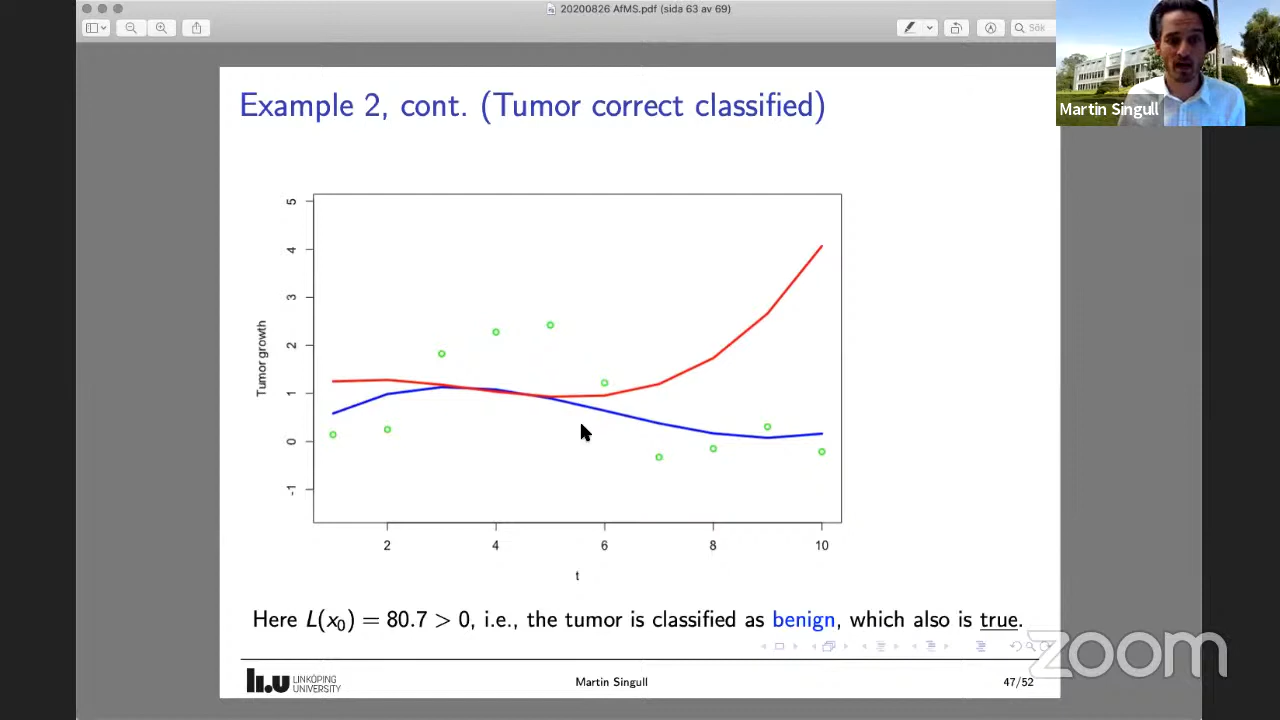 20200826 AfMS.pdf (sida 63 av 69)
Sök
Martin Singull
Example 2, cont. (Tumor correct classified)
5
4
3
2
1
0
-1
Tumor growth
2 4 6 8 10
t
Here L(x₀) = 80.7 > 0, i.e., the tumor is classified as benign, which also is true.
zoom
LINKÖPING
UNIVERSITY
Martin Singull
47/52